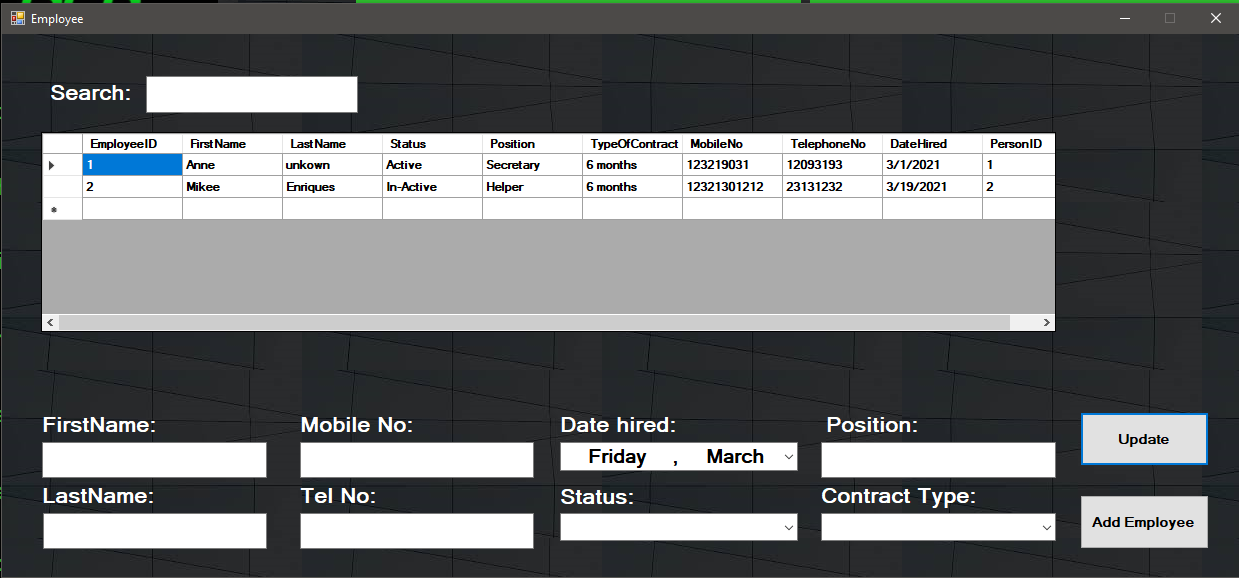 Employee
Search:
EmployeeID FirstName LastName Status Position TypeOfContract MobileNo TelephoneNo DateHired PersonID
1 Anne unkown Active Secretary 6 months 123219031 12093193 3/1/2021 1
2 Mikee Enriques In-Active Helper 6 months 12321301212 23131232 3/19/2021 2
FirstName: Mobile No: Date hired: Position:
Friday , March
Update
LastName: Tel No: Status: Contract Type:
Add Employee